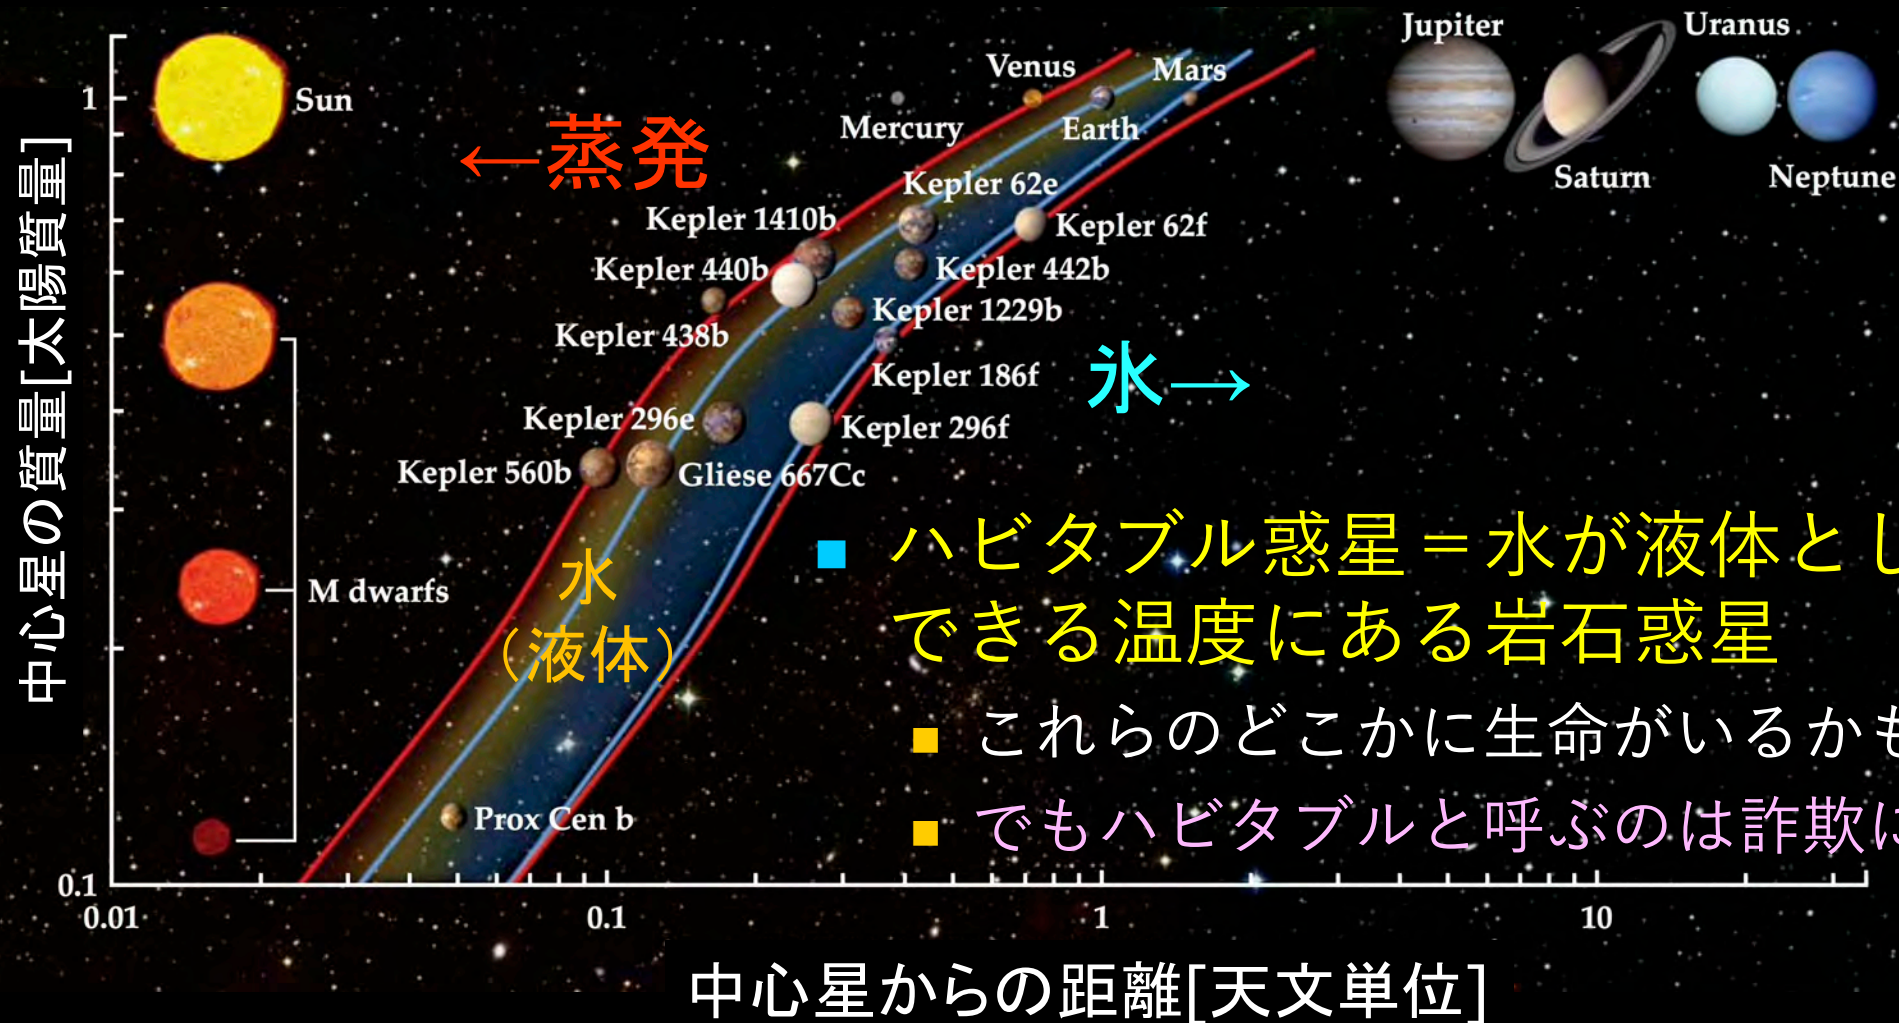 Jupiter
Uranus
Venus
Mars
1
Sun
Mercury
Earth
←蒸発
Saturn
Neptune
Kepler 62e
Kepler 1410b
Kepler 62f
Kepler 440b
Kepler 442b
Kepler 1229b
Kepler 438b
Kepler 186f
氷→
Kepler 296e
Kepler 296f
Kepler 560b
Gliese 667Cc
中心星の質量[太陽質量]
M dwarfs
水
（液体）
ハビタブル惑星＝水が液体とし
できる温度にある岩石惑星
これらのどこかに生命がいるかも
でもハビタブルと呼ぶのは詐欺に
Prox Cen b
0.1
0.01
0.1
1
10
中心星からの距離[天文単位]